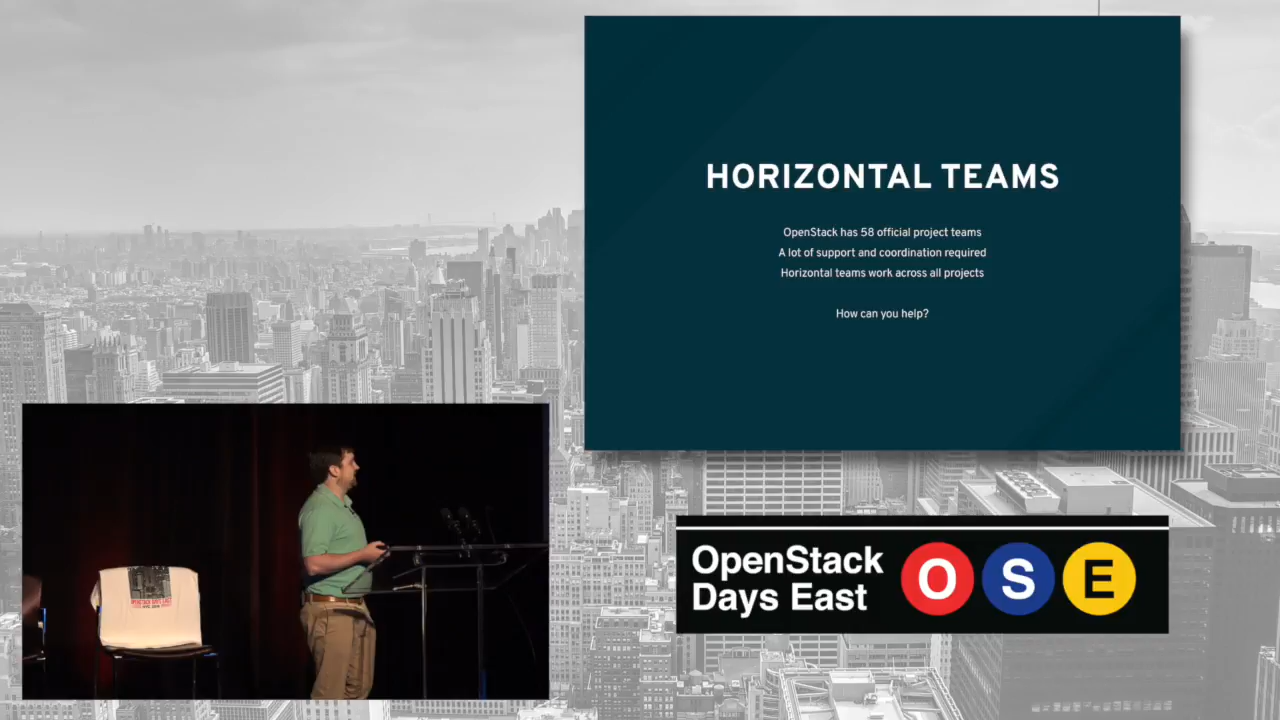 HORIZONTAL TEAMS
OpenStack has 58 official project teams
A lot of support and coordination required
Horizontal teams work across all projects
How can you help?
OpenStack
Days East
O S E